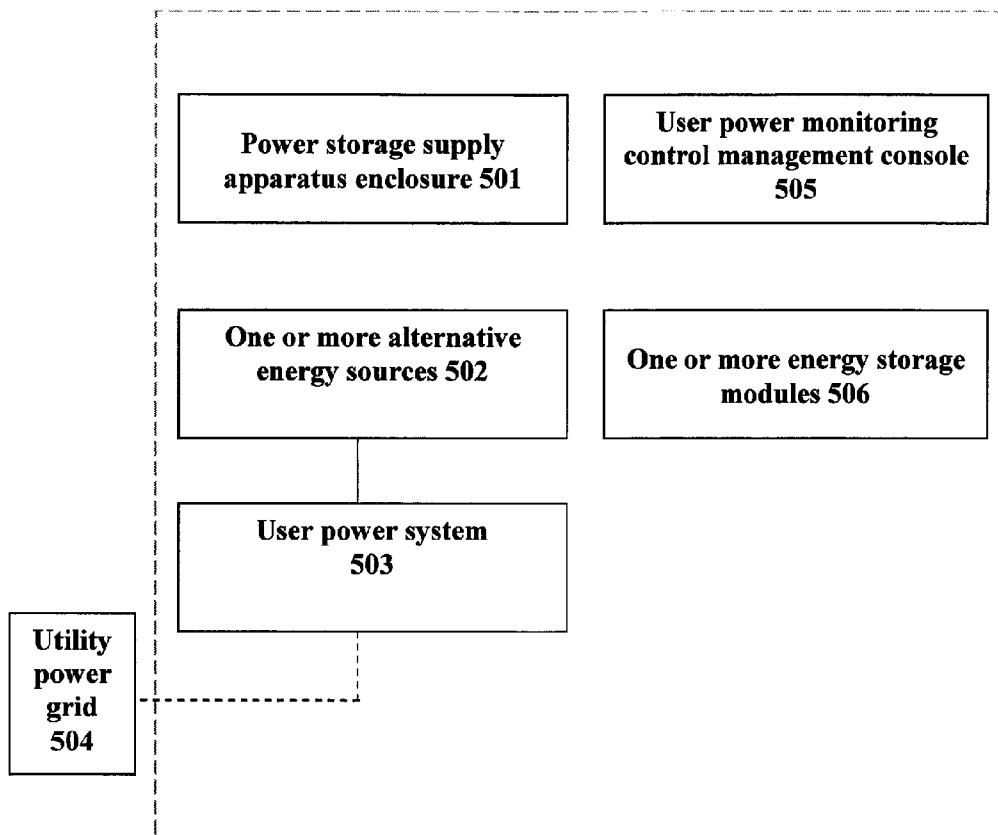 Power storage supply
apparatus enclosure 501
User power monitoring
control management console
505
One or more alternative
energy sources 502
One or more energy storage
modules 506
User power system
503
Utility
power
grid
504